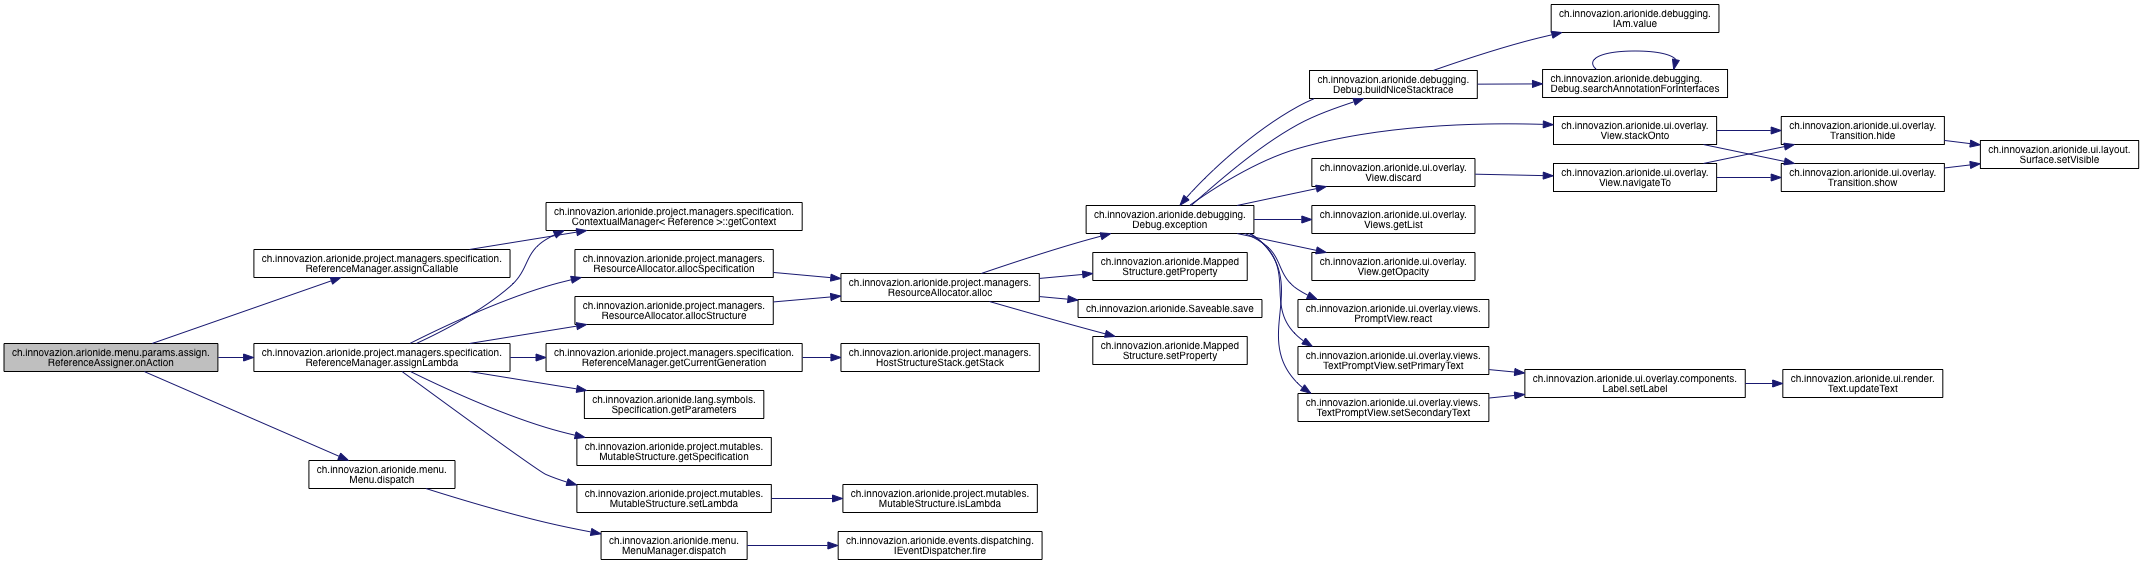 ch.innovazion.arionide.menu.params.assign.
ReferenceAssigner.onAction
ch.innovazion.arionide.project.managers.specification.
ReferenceManager.assignCallable
ch.innovazion.arionide.project.managers.specification.
ReferenceManager.assignLambda
ch.innovazion.arionide.menu.
Menu.dispatch
ch.innovazion.arionide.project.managers.specification.
ContextualManager< Reference >::getContext
ch.innovazion.arionide.project.managers.
ResourceAllocator.allocSpecification
ch.innovazion.arionide.project.managers.
ResourceAllocator.allocStructure
ch.innovazion.arionide.project.managers.specification.
ReferenceManager.getCurrentGeneration
ch.innovazion.arionide.lang.symbols.
Specification.getParameters
ch.innovazion.arionide.project.mutables.
MutableStructure.getSpecification
ch.innovazion.arionide.project.mutables.
MutableStructure.setLambda
ch.innovazion.arionide.menu.
MenuManager.dispatch
ch.innovazion.arionide.project.managers.
ResourceAllocator.alloc
ch.innovazion.arionide.project.managers.
HostStructureStack.getStack
ch.innovazion.arionide.project.mutables.
MutableStructure.isLambda
ch.innovazion.arionide.events.dispatching.
IEventDispatcher.fire
ch.innovazion.arionide.debugging.
Debug.exception
ch.innovazion.arionide.Mapped
Structure.getProperty
ch.innovazion.arionide.Saveable.save
ch.innovazion.arionide.Mapped
Structure.setProperty
ch.innovazion.arionide.debugging.
Debug.buildNiceStacktrace
ch.innovazion.arionide.ui.overlay.
View.discard
ch.innovazion.arionide.ui.overlay.
Views.getList
ch.innovazion.arionide.ui.overlay.
View.getOpacity
ch.innovazion.arionide.ui.overlay.views.
PromptView.react
ch.innovazion.arionide.ui.overlay.views.
TextPromptView.setPrimaryText
ch.innovazion.arionide.ui.overlay.views.
TextPromptView.setSecondaryText
ch.innovazion.arionide.debugging.
IAm.value
ch.innovazion.arionide.debugging.
Debug.searchAnnotationForInterfaces
ch.innovazion.arionide.ui.overlay.
View.stackOnto
ch.innovazion.arionide.ui.overlay.
View.navigateTo
ch.innovazion.arionide.ui.overlay.components.
Label.setLabel
ch.innovazion.arionide.ui.overlay.
Transition.hide
ch.innovazion.arionide.ui.overlay.
Transition.show
ch.innovazion.arionide.ui.render.
Text.updateText
ch.innovazion.arionide.ui.layout.
Surface.setVisible